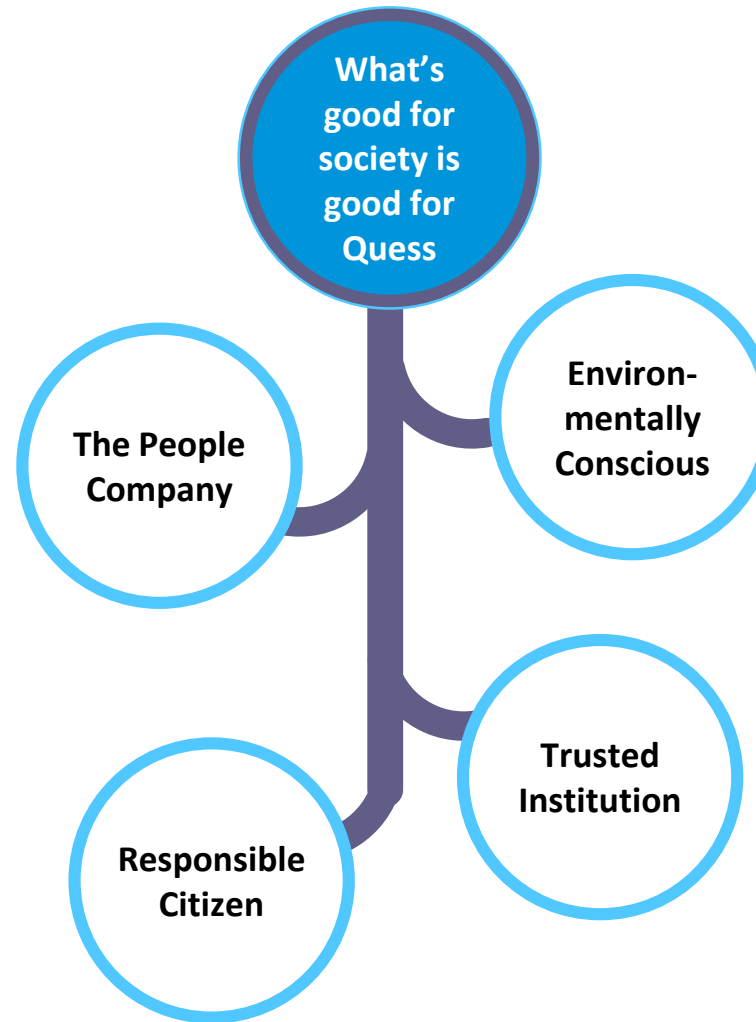 What’s
good for
society is
good for
Quess
Environ-
mentally
Conscious
The People
Company
Trusted
Institution
Responsible
Citizen